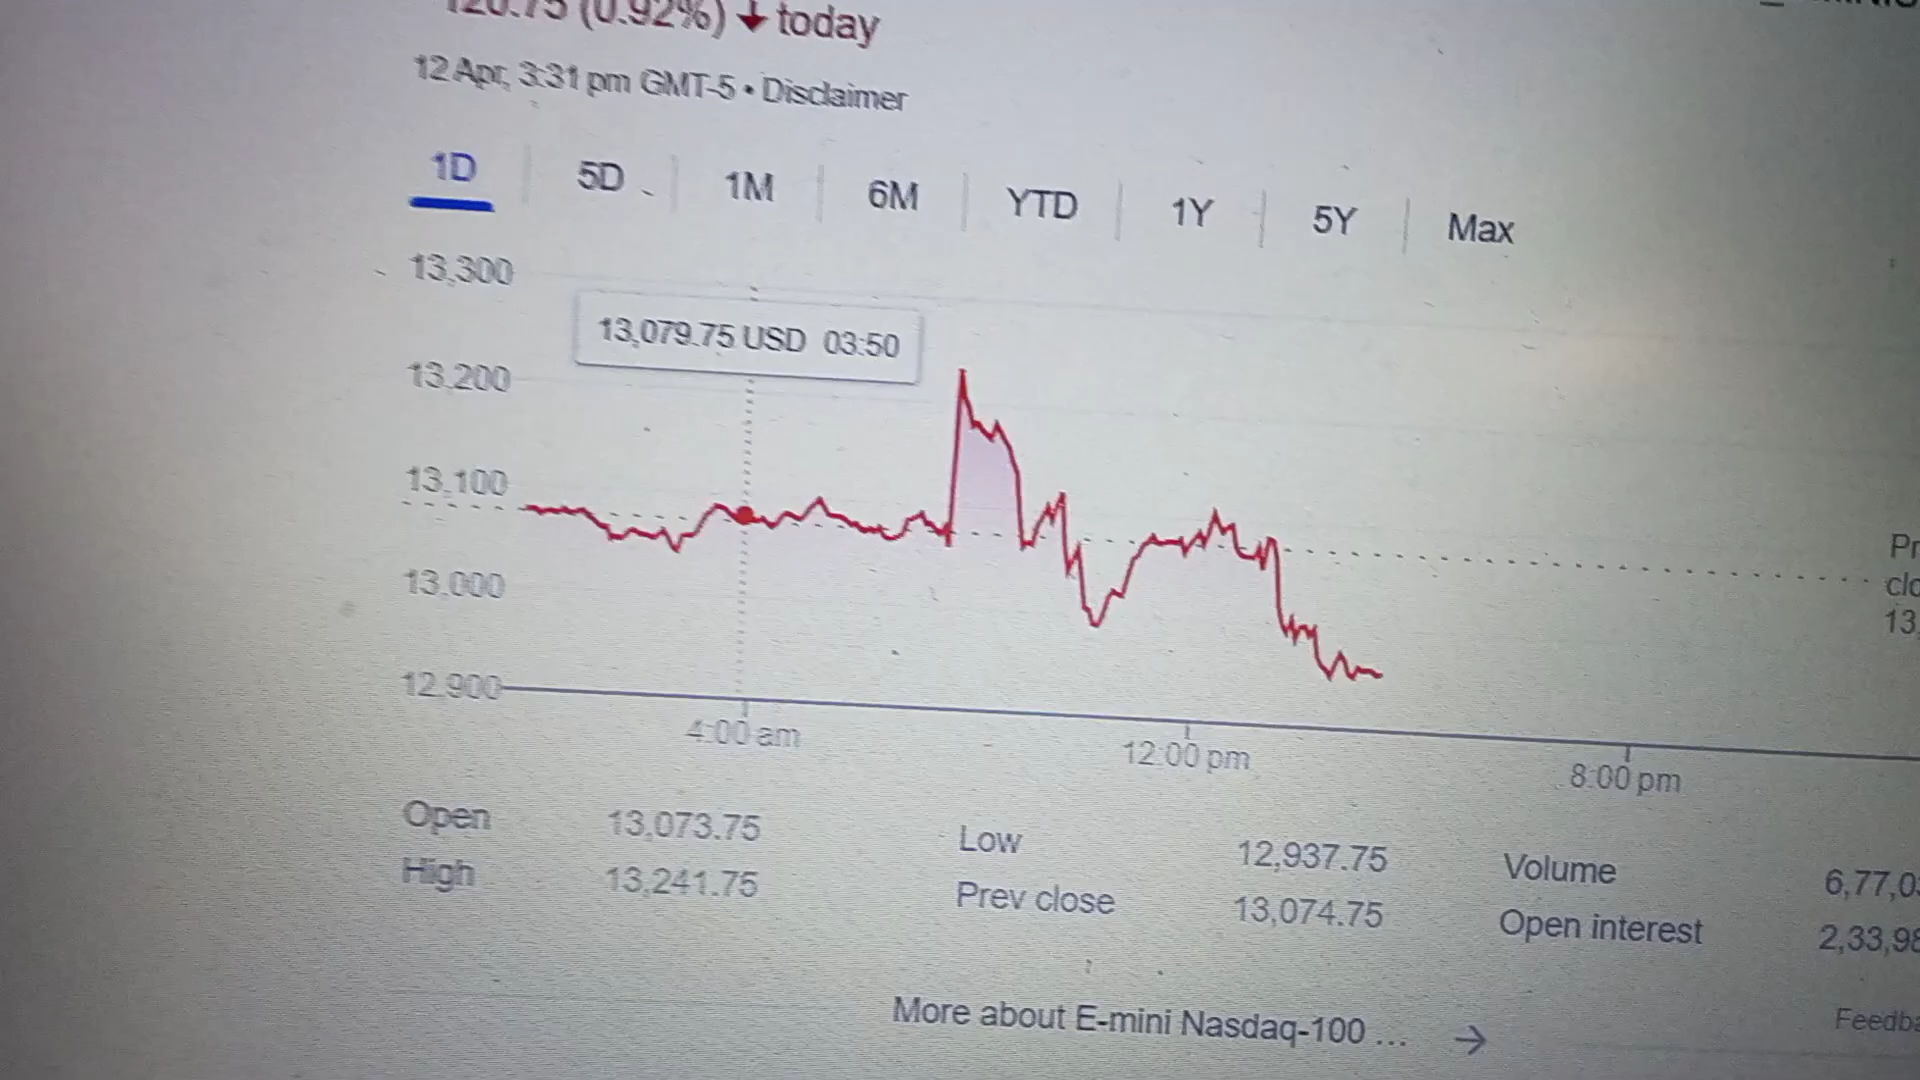 (0.92%) ↓ today
12 Apr, 3:31 pm GMT-5 • Disclaimer
1D 5D 1M 6M YTD 1Y 5Y Max
13,300
13,079.75 USD 03:50
13,200
13,100
13,000
12,900
4:00 am 12:00 pm 8:00 pm
Open 13,073.75 Low 12,937.75 Volume
High 13,241.75 Prev close 13,074.75 Open interest
More about E-mini Nasdaq-100 ... →